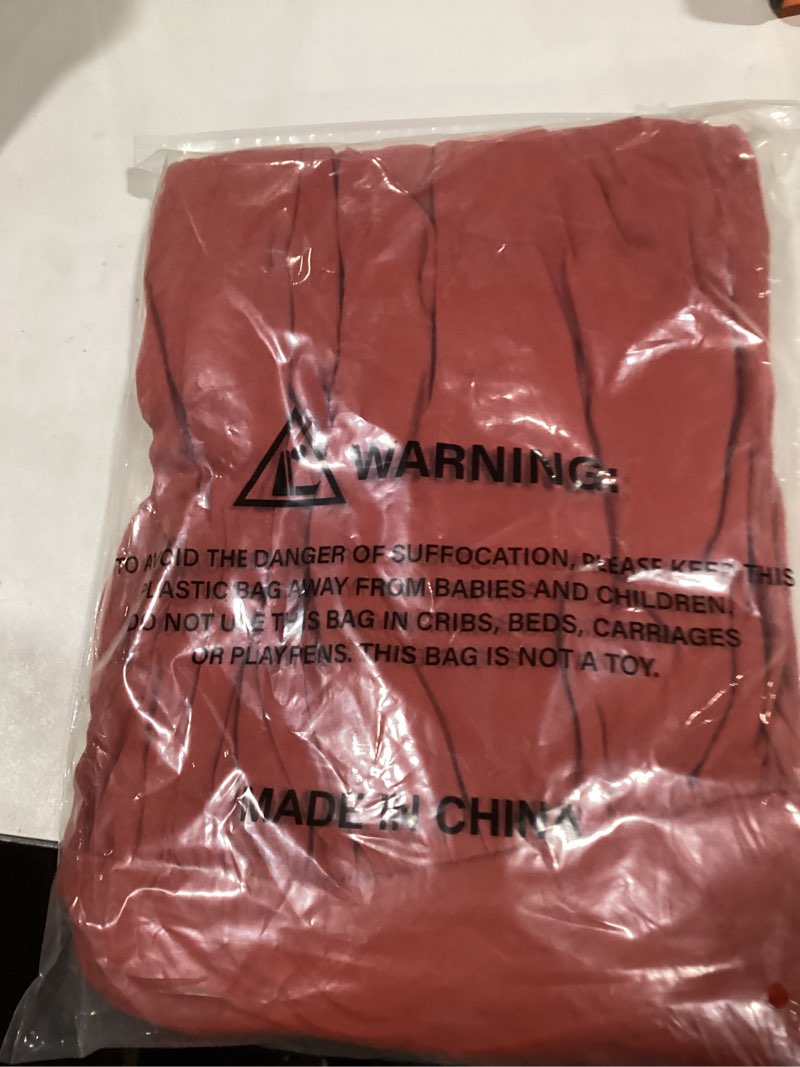 WARNING:
TO AVOID THE DANGER OF SUFFOCATION, PLEASE KEEP THIS
PLASTIC BAG AWAY FROM BABIES AND CHILDREN.
DO NOT USE THIS BAG IN CRIBS, BEDS, CARRIAGES
OR PLAYPENS. THIS BAG IS NOT A TOY.
MADE IN CHINA